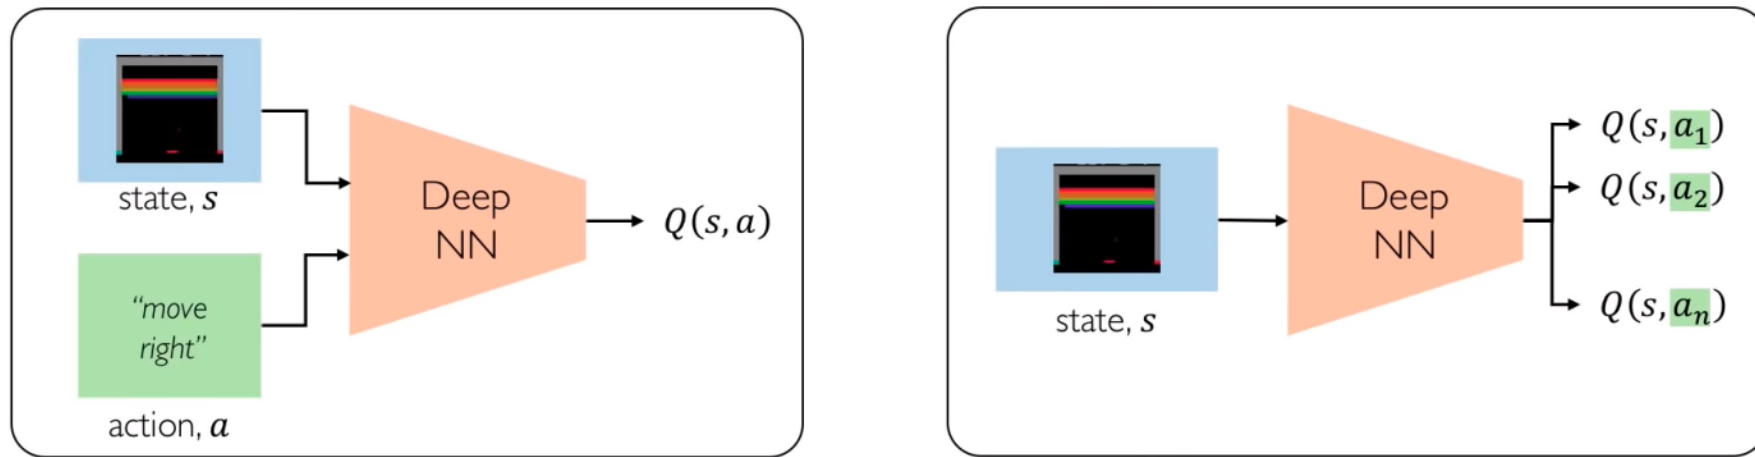 state, s
"move
right"
action, a
Deep
NN
Q(s, a)
state, s
Deep
NN
Q(s, a₁)
Q(s, a₂)
Q(s, aₙ)